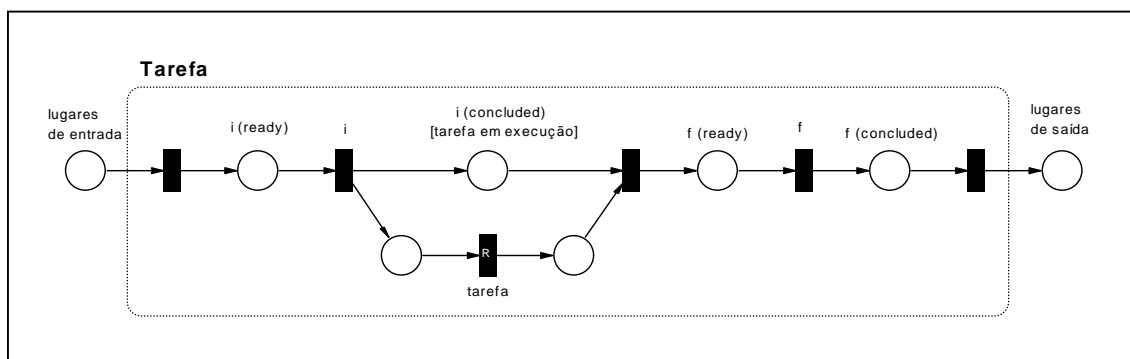 Tarefa
lugares
de entrada
i (ready)
i
i (concluded)
[tarefa em execução]
f (ready)
f
f (concluded)
lugares
de saída
R
tarefa